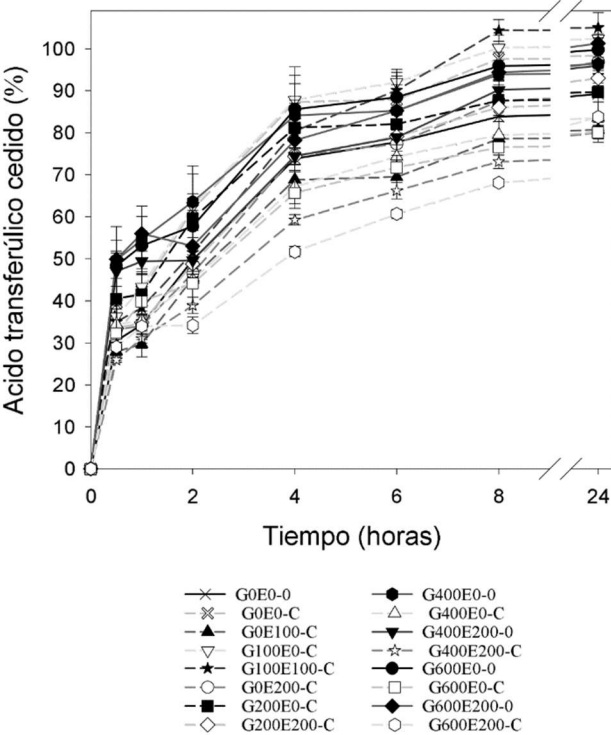 Acido transferúlico cedido (%)
100
90
80
70
60
50
40
30
20
10
0
0 2 4 6 8 24
Tiempo (horas)
G0E0-0 G400E0-0
G0E0-C G400E0-C
G0E100-C G400E200-0
G100E0-C G400E200-C
G100E100-C G600E0-0
G0E200-C G600E0-C
G200E0-C G600E200-0
G200E200-C G600E200-C